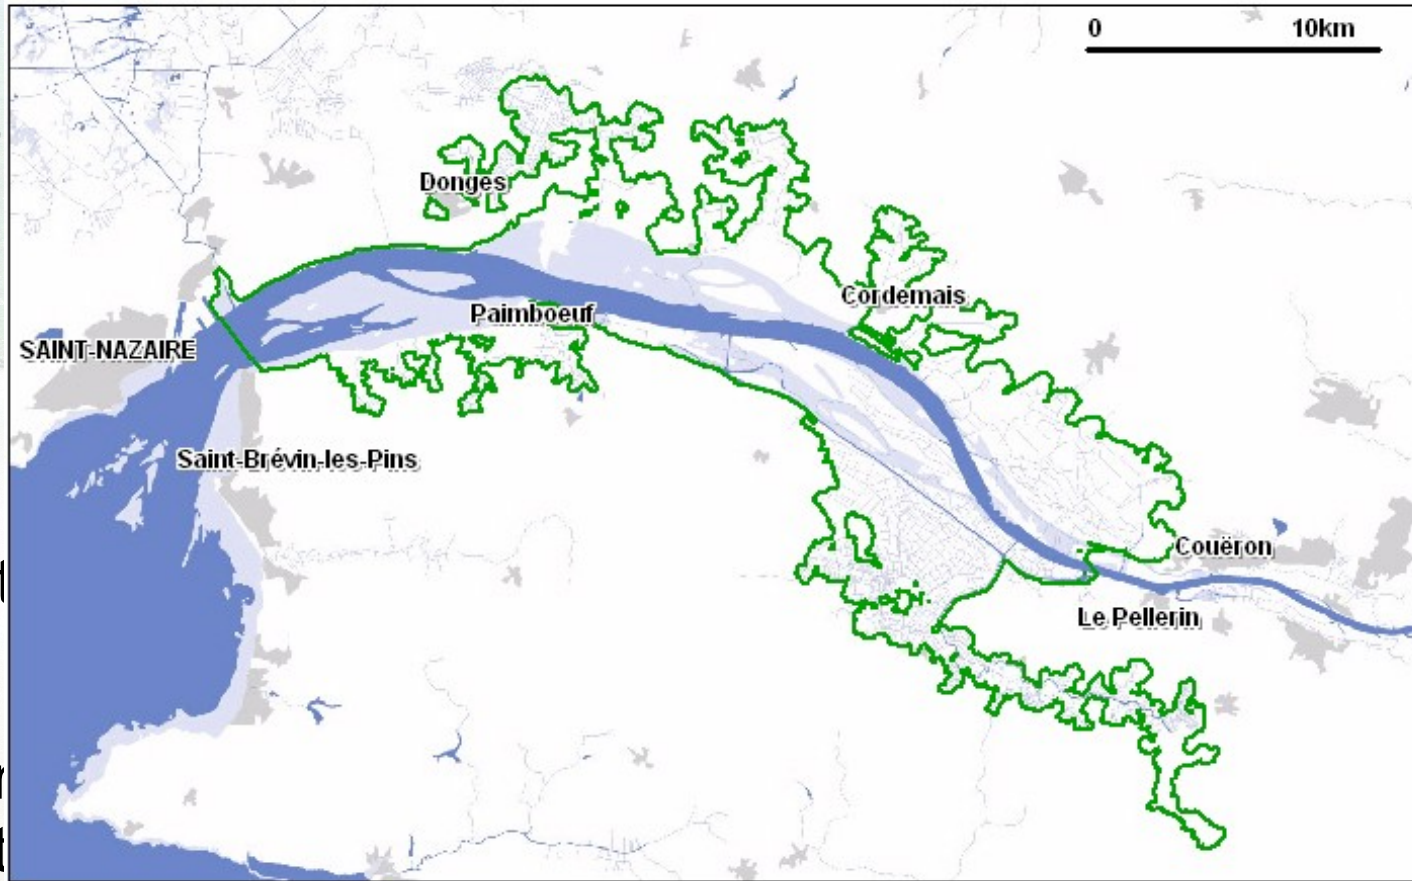 0 10km
Donges
Cordemais
Paimboeuf
SAINT-NAZAIRE
Saint-Brévin-les-Pins
Couëron
Le Pellerin